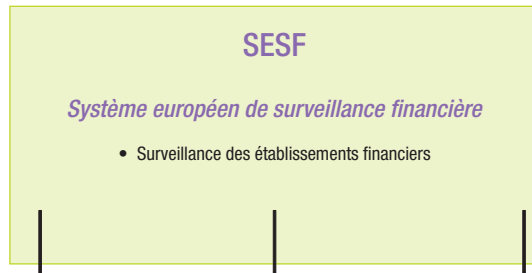 SESF
Système européen de surveillance financière
• Surveillance des établissements financiers